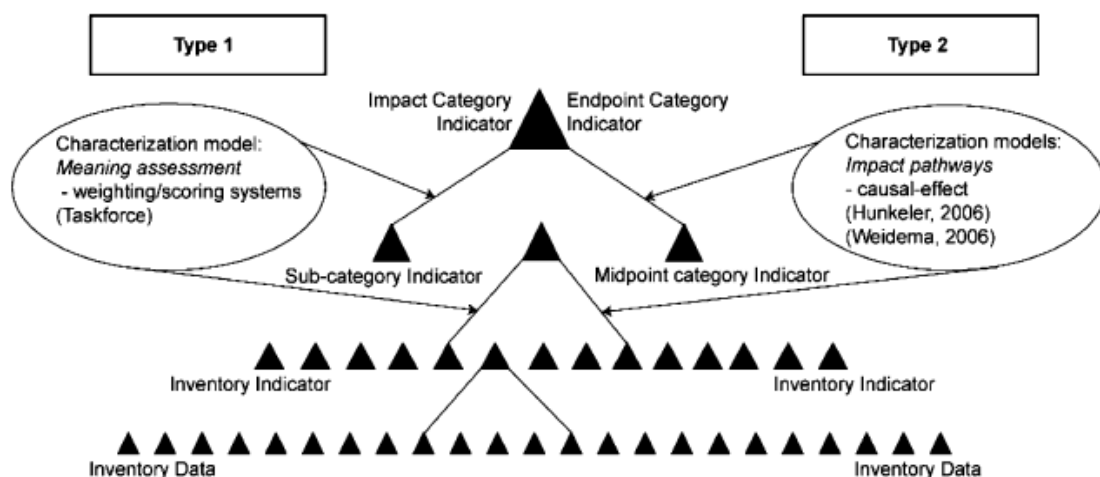 Type 1
Type 2
Impact Category
Indicator
Endpoint Category
Indicator
Characterization model:
Meaning assessment
- weighting/scoring systems
(Taskforce)
Characterization models:
Impact pathways
- causal-effect
(Hunkeler, 2006)
(Weidema, 2006)
Sub-category Indicator
Midpoint category Indicator
Inventory Indicator
Inventory Indicator
Inventory Data
Inventory Data